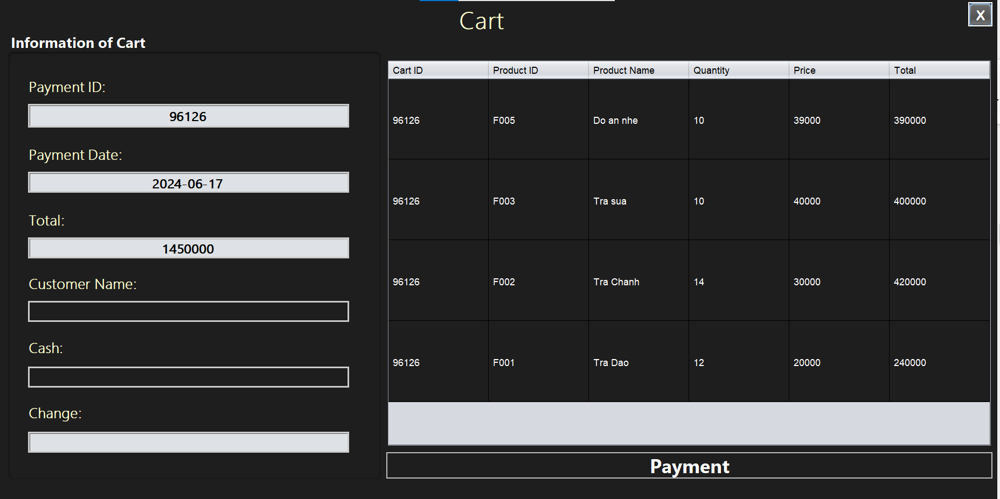 Cart
X
Information of Cart
Payment ID:
96126
Payment Date:
2024-06-17
Total:
1450000
Customer Name:
Cash:
Change:
Cart ID Product ID Product Name Quantity Price Total
96126 F005 Do an nhe 10 39000 390000
96126 F003 Tra sua 10 40000 400000
96126 F002 Tra Chanh 14 30000 420000
96126 F001 Tra Dao 12 20000 240000
Payment